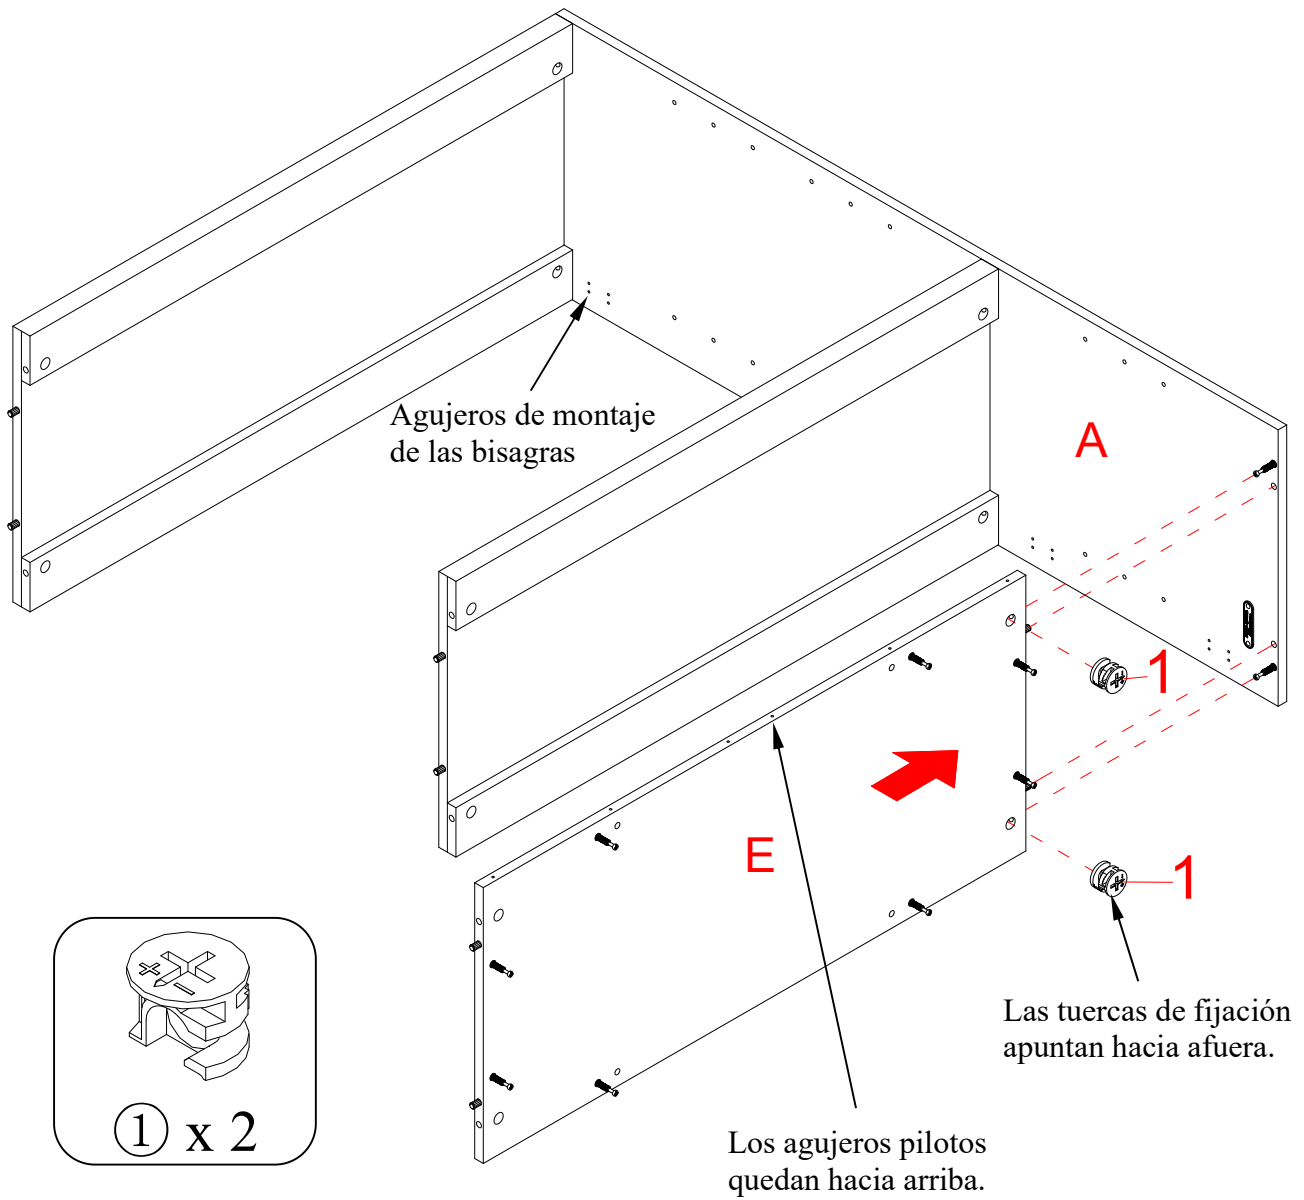 Agujeros de montaje
de las bisagras
A
1
E
1
Las tuercas de fijación
apuntan hacia afuera.
① x 2
Los agujeros pilotos
quedan hacia arriba.